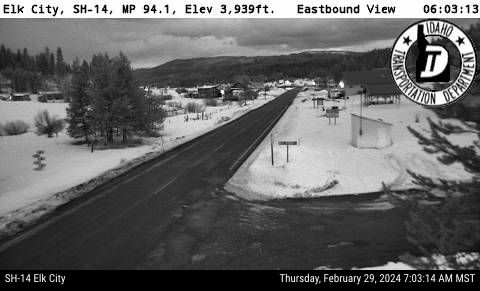 Elk City, SH-14, MP 94.1, Elev 3,939ft.   Eastbound View   06:03:13
IDAHO
TRANSPORTATION DEPARTMENT
SH-14 Elk City   Thursday, February 29, 2024 7:03:14 AM MST